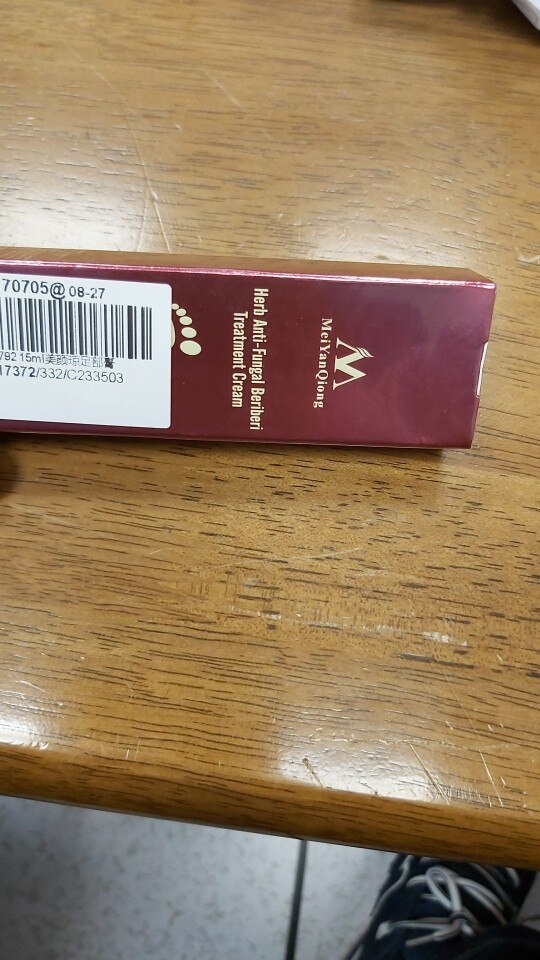 MeiYanQiong
Herb Anti-Fungal Beriberi
Treatment Cream
70705@ 08-27
792 15ml美颜琼足部膏
17372/332/C233503